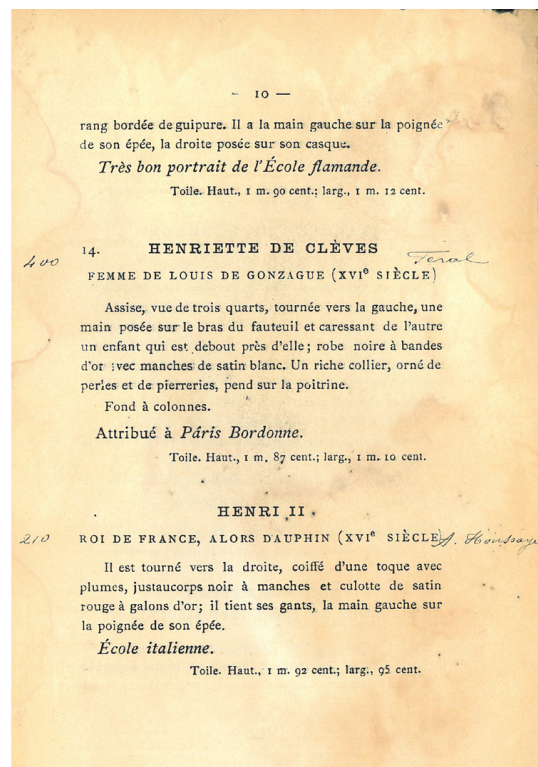 - 10 —
rang bordée de guipure. Il a la main gauche sur la poignée
de son épée, la droite posée sur son casque.
Très bon portrait de l'École flamande.
Toile. Haut., 1 m. 90 cent.; larg., 1 m. 12 cent.
400 14. HENRIETTE DE CLÈVES Féral
FEMME DE LOUIS DE GONZAGUE (XVIe SIÈCLE)
Assise, vue de trois quarts, tournée vers la gauche, une
main posée sur le bras du fauteuil et caressant de l'autre
un enfant qui est debout près d'elle; robe noire à bandes
d'or avec manches de satin blanc. Un riche collier, orné de
perles et de pierreries, pend sur la poitrine.
Fond à colonnes.
Attribué à Pâris Bordonne.
Toile. Haut., 1 m. 87 cent.; larg., 1 m. 10 cent.
HENRI II
210 ROI DE FRANCE, ALORS DAUPHIN (XVIe SIÈCLE) A. Houssaye
Il est tourné vers la droite, coiffé d'une toque avec
plumes, justaucorps noir à manches et culotte de satin
rouge à galons d'or; il tient ses gants, la main gauche sur
la poignée de son épée.
École italienne.
Toile. Haut., 1 m. 92 cent.; larg., 95 cent.